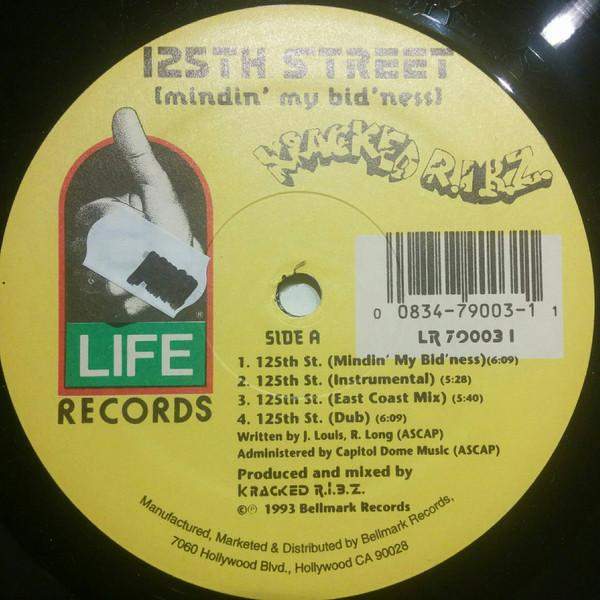 125TH STREET
(mindin' my bid'ness)
KRACKED R.I.B.Z.
LIFE
®
RECORDS
0 0834-79003-1 1
SIDE A
LR 79003 1
1. 125th St. (Mindin' My Bid'ness)(6:09)
2. 125th St. (Instrumental) (5:28)
3. 125th St. (East Coast Mix) (5:40)
4. 125th St. (Dub) (6:09)
Written by J. Louis, R. Long (ASCAP)
Administered by Capitol Dome Music (ASCAP)
Produced and mixed by
KRACKED R.I.B.Z.
©℗ 1993 Bellmark Records
Manufactured, Marketed & Distributed by Bellmark Records,
7060 Hollywood Blvd., Hollywood CA 90028